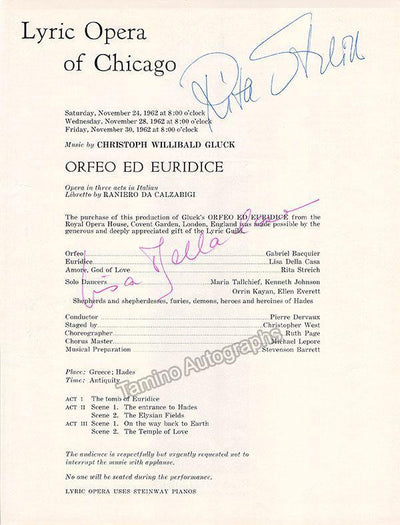 Lyric Opera
of Chicago
Rita Streich
Saturday, November 24, 1962 at 8:00 o'clock
Wednesday, November 28, 1962 at 8:00 o'clock
Friday, November 30, 1962 at 8:00 o'clock
Music by CHRISTOPH WILLIBALD GLUCK
ORFEO ED EURIDICE
Opera in three acts in Italian
Libretto by RANIERO DA CALZABIGI
The purchase of this production of Gluck's ORFEO ED EURIDICE from the
Royal Opera House, Covent Garden, London, England is made possible by the
generous and deeply appreciated gift of the Lyric Guild.
Lisa Della Casa
Orfeo Gabriel Bacquier
Euridice Lisa Della Casa
Amore, God of Love Rita Streich
Solo Dancers Maria Tallchief, Kenneth Johnson
Orrin Kayan, Ellen Everett
Shepherds and shepherdesses, furies, demons, heroes and heroines of Hades
Conductor Pierre Dervaux
Staged by Christopher West
Choreographer Ruth Page
Chorus Master Michael Lepore
Musical Preparation Stevenson Barrett
Tamino Autographs
Place: Greece; Hades
Time: Antiquity
ACT I The tomb of Euridice
ACT II Scene 1. The entrance to Hades
Scene 2. The Elysian Fields
ACT III Scene 1. On the way back to Earth
Scene 2. The Temple of Love
The audience is respectfully but urgently requested not to
interrupt the music with applause.
No one will be seated during the performance.
LYRIC OPERA USES STEINWAY PIANOS